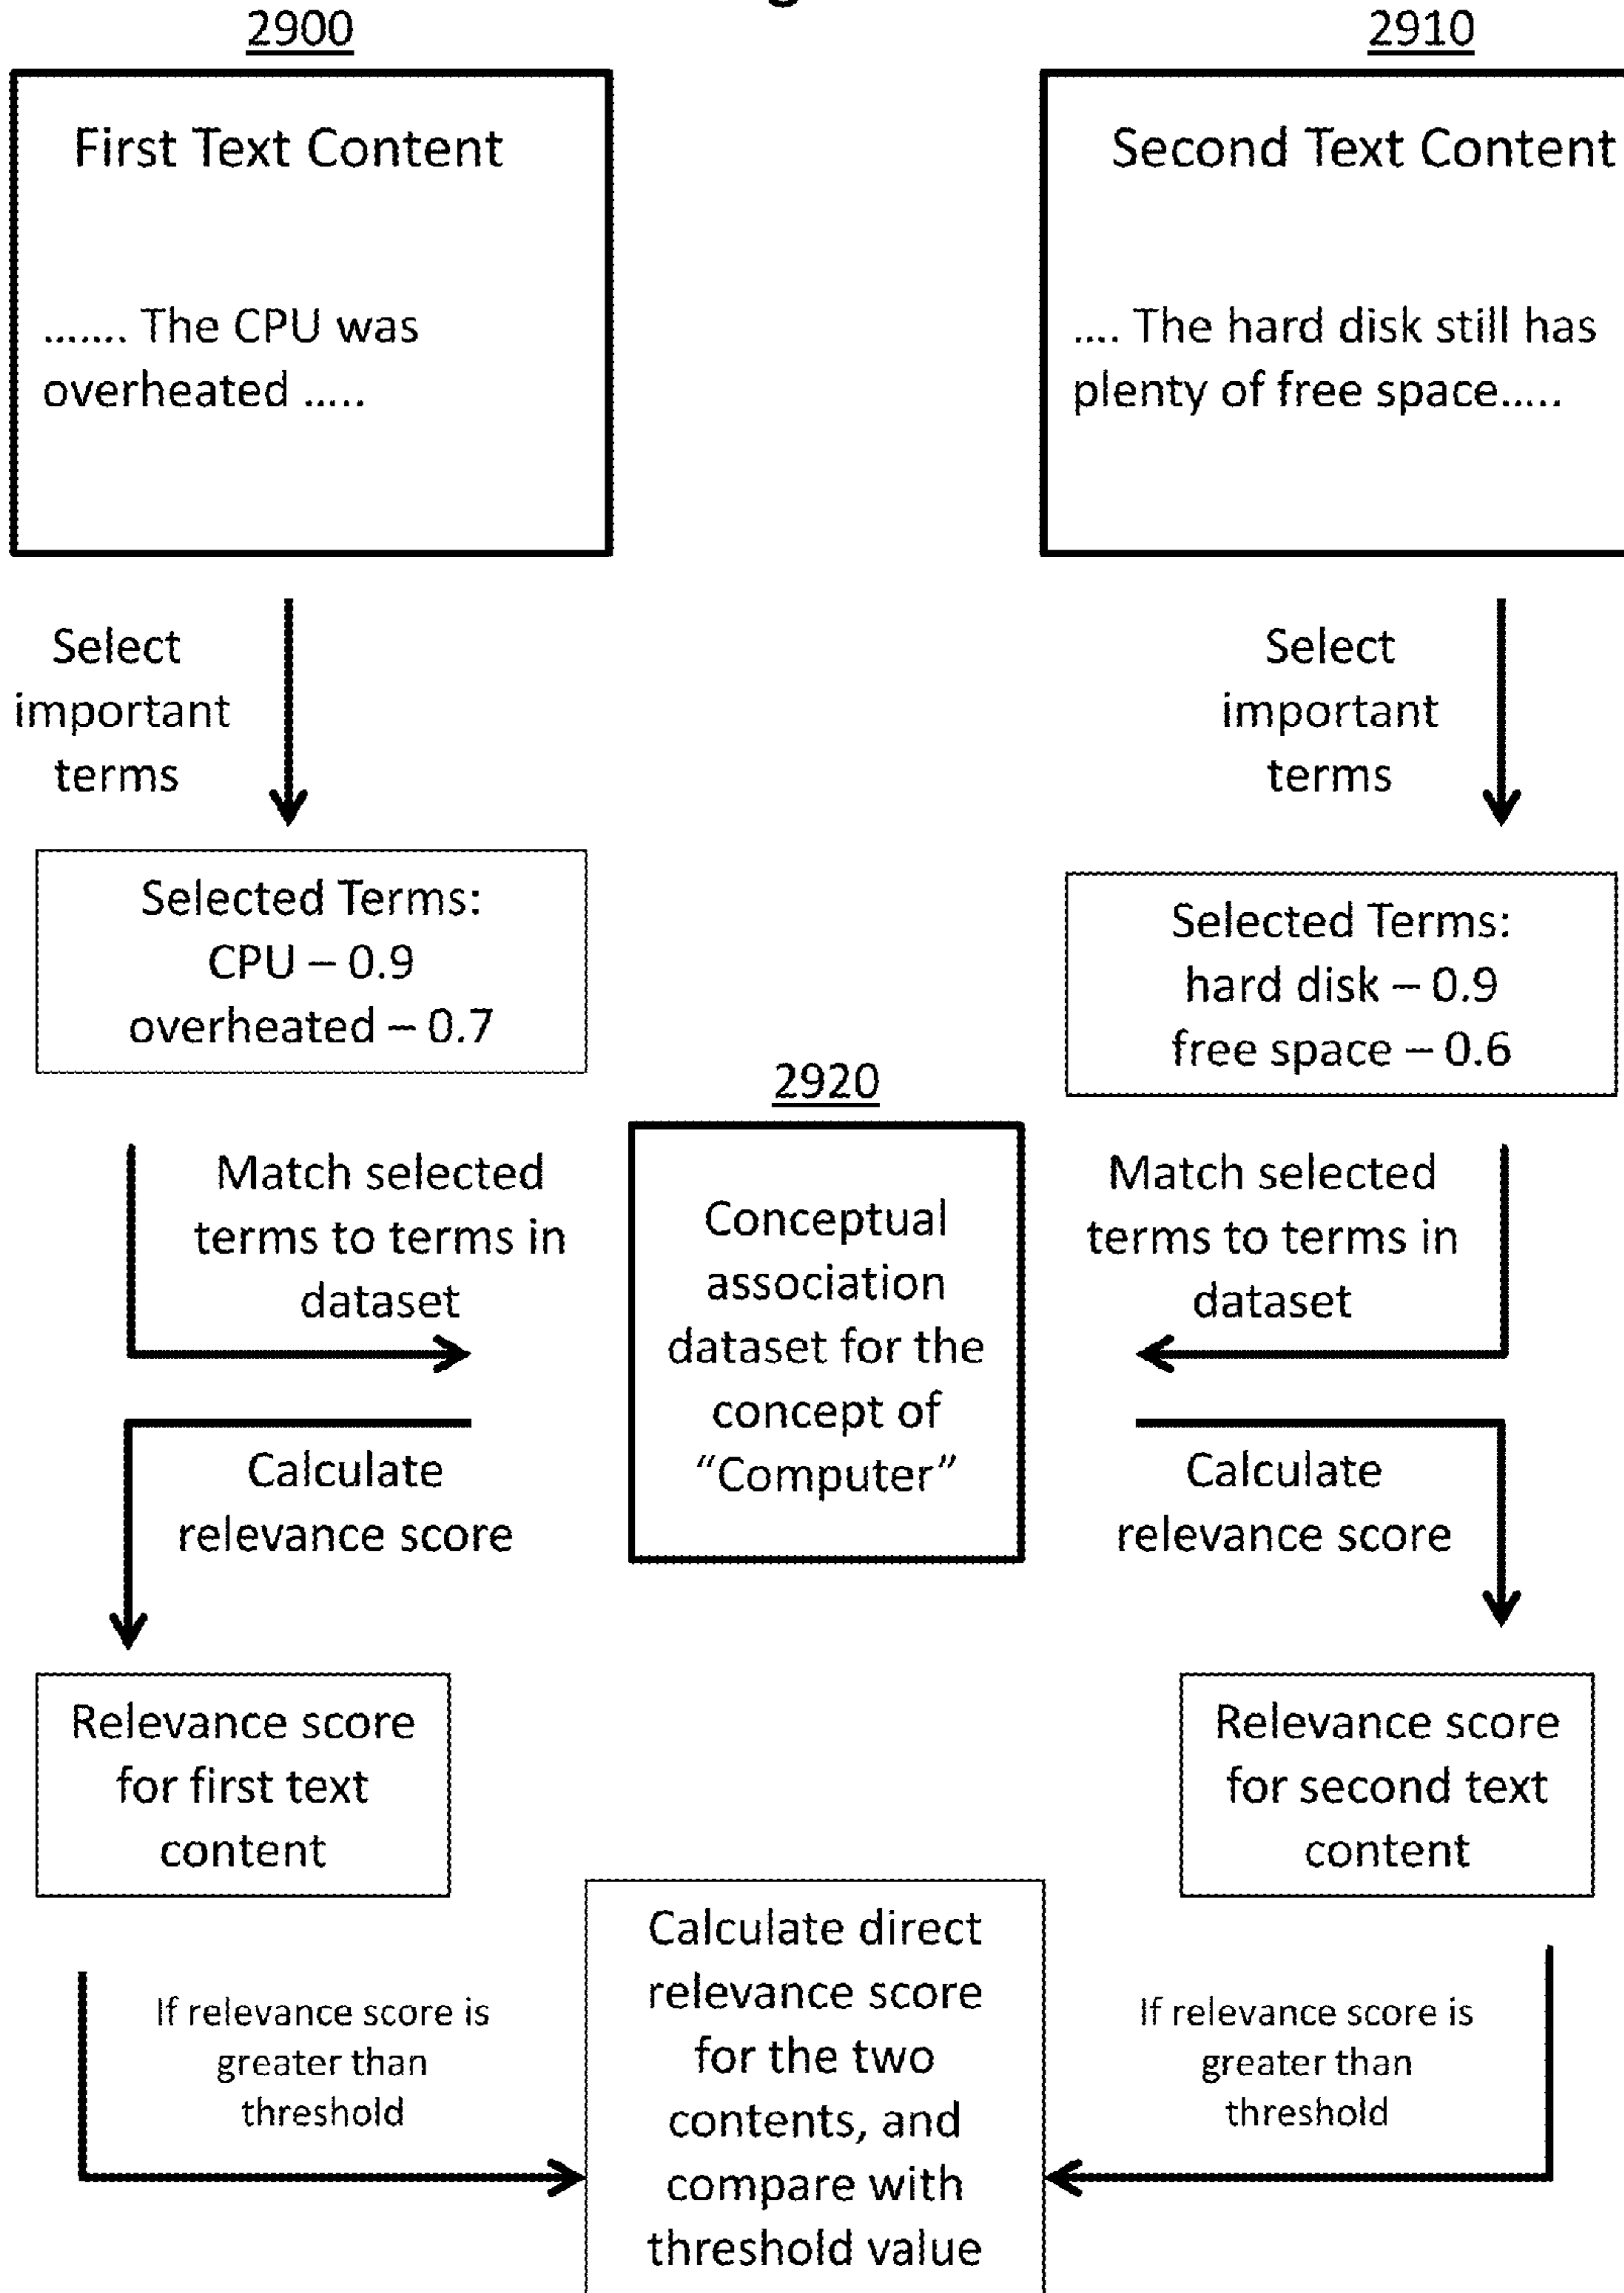 2900
First Text Content
....... The CPU was
overheated .....
Select
important
terms
Selected Terms:
CPU – 0.9
overheated – 0.7
Match selected
terms to terms in
dataset
Calculate
relevance score
Relevance score
for first text
content
If relevance score is
greater than
threshold
2920
Conceptual
association
dataset for the
concept of
“Computer”
Calculate direct
relevance score
for the two
contents, and
compare with
threshold value
2910
Second Text Content
.... The hard disk still has
plenty of free space.....
Select
important
terms
Selected Terms:
hard disk – 0.9
free space – 0.6
Match selected
terms to terms in
dataset
Calculate
relevance score
Relevance score
for second text
content
If relevance score is
greater than
threshold